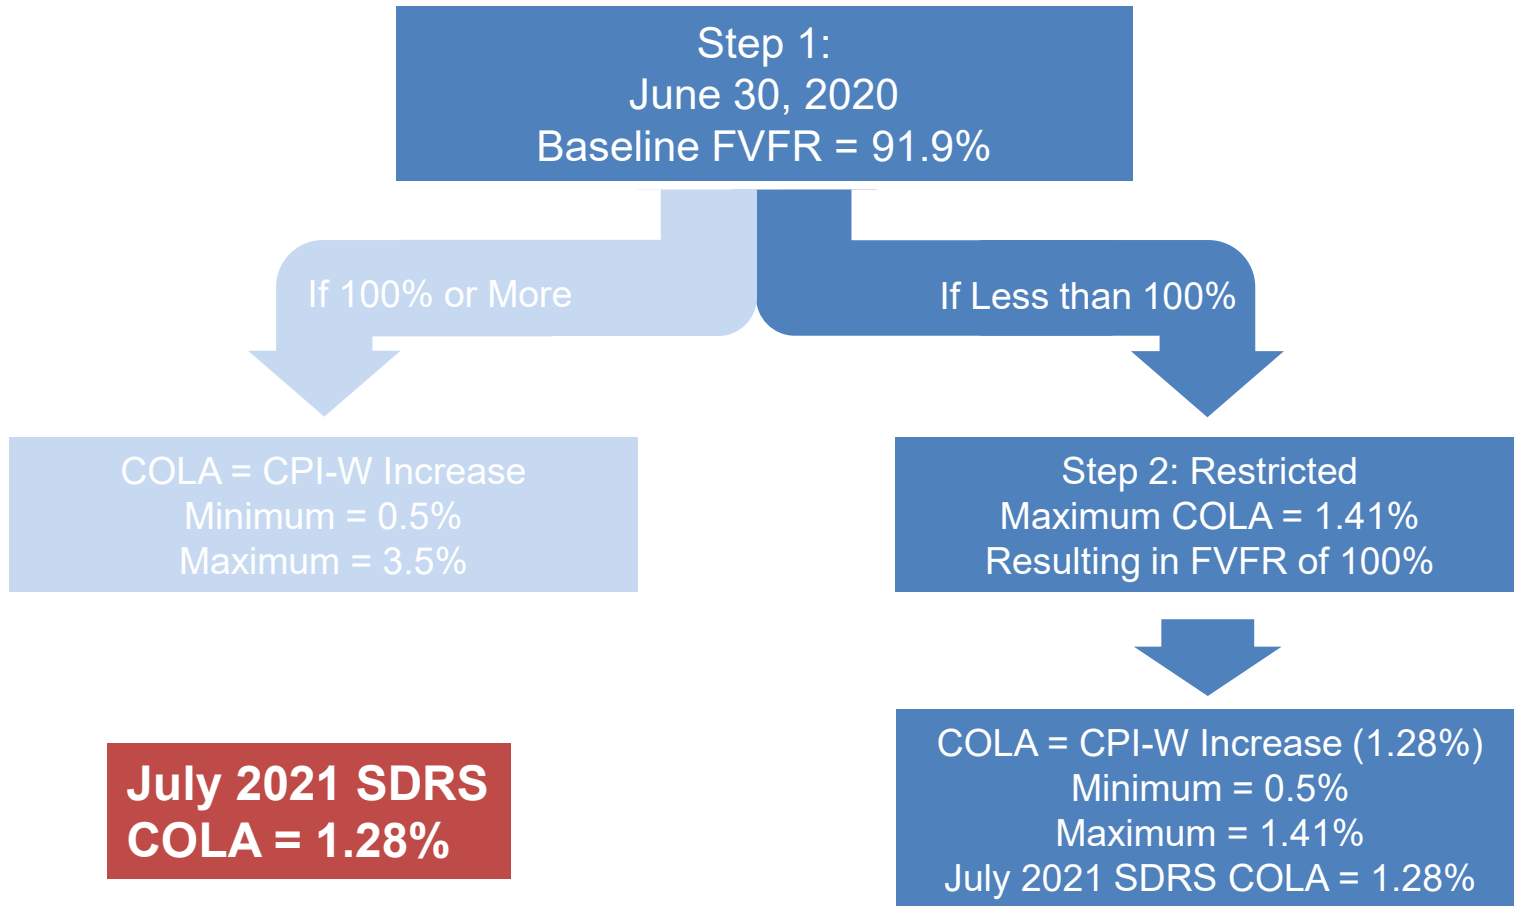 Step 1:
June 30, 2020
Baseline FVFR = 91.9%
If 100% or More
If Less than 100%
COLA = CPI-W Increase
Minimum = 0.5%
Maximum = 3.5%
Step 2: Restricted
Maximum COLA = 1.41%
Resulting in FVFR of 100%
July 2021 SDRS
COLA = 1.28%
COLA = CPI-W Increase (1.28%)
Minimum = 0.5%
Maximum = 1.41%
July 2021 SDRS COLA = 1.28%